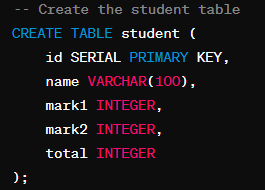 -- Create the student table
CREATE TABLE student (
    id SERIAL PRIMARY KEY,
    name VARCHAR(100),
    mark1 INTEGER,
    mark2 INTEGER,
    total INTEGER
);